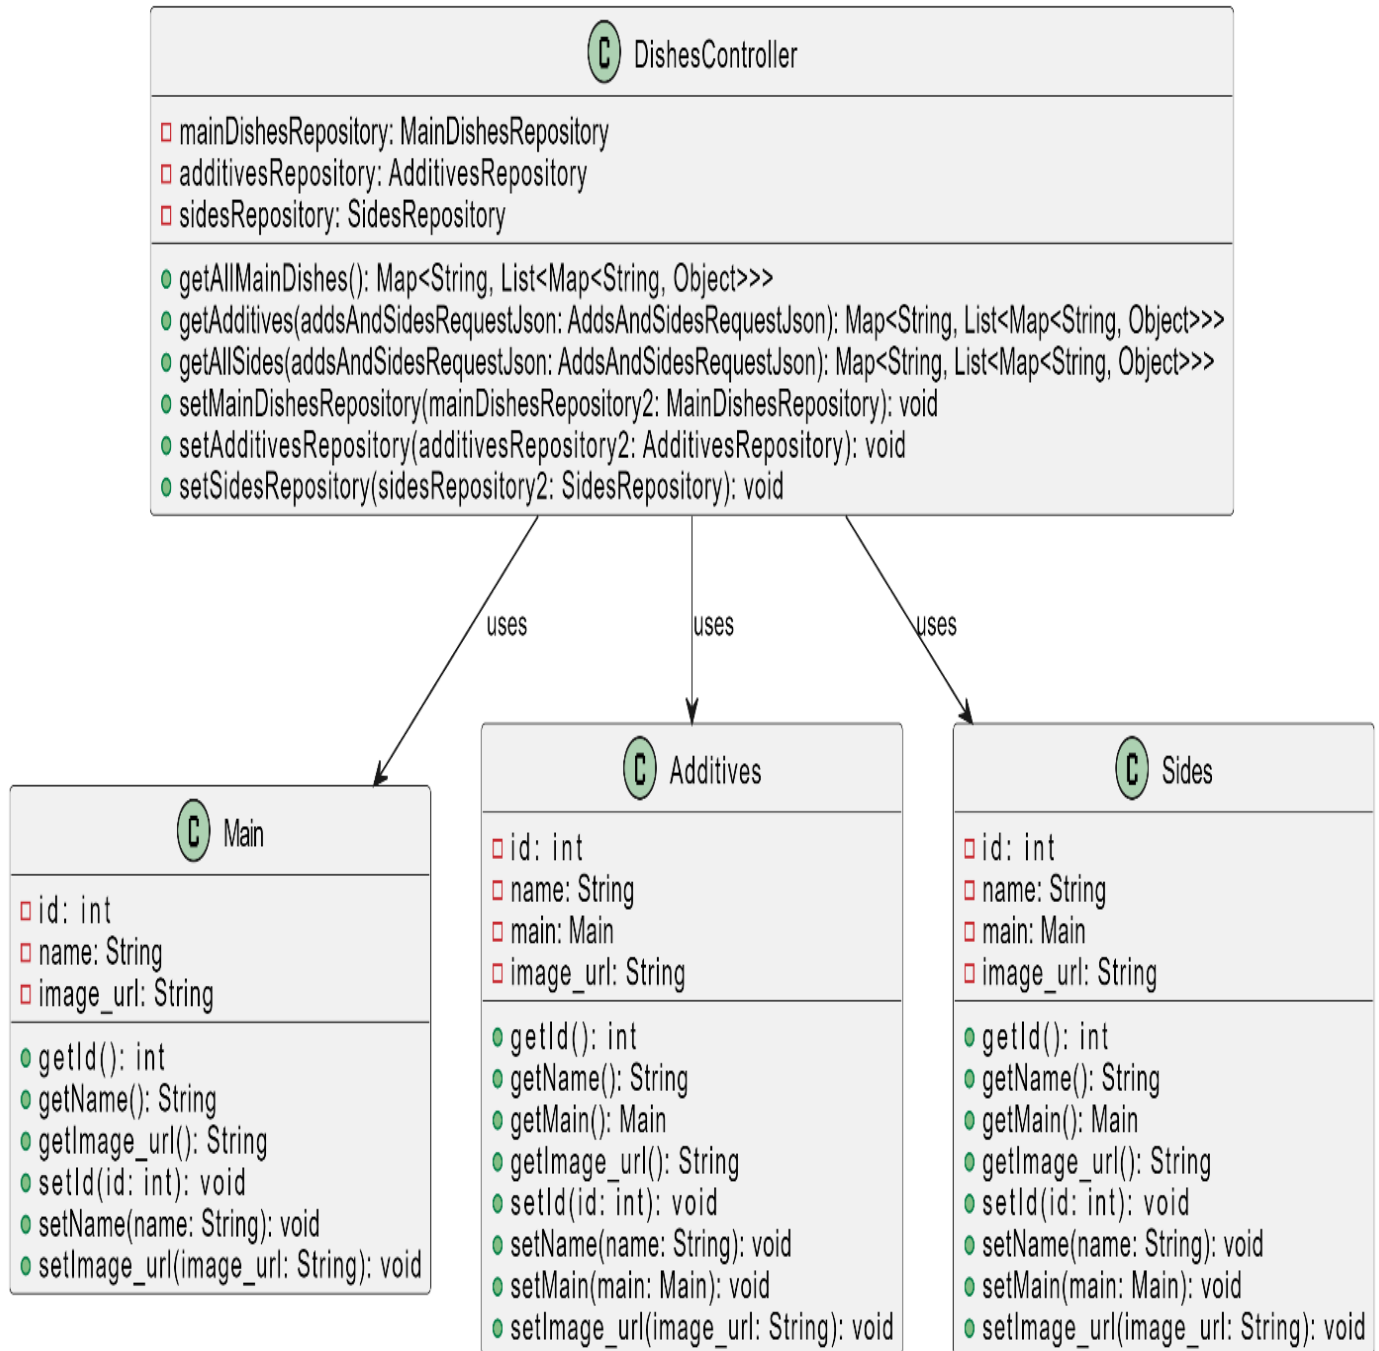 C DishesController
mainDishesRepository: MainDishesRepository
additivesRepository: AdditivesRepository
sidesRepository: SidesRepository
getAllMainDishes(): Map<String, List<Map<String, Object>>>
getAdditives(addsAndSidesRequestJson: AddsAndSidesRequestJson): Map<String, List<Map<String, Object>>>
getAllSides(addsAndSidesRequestJson: AddsAndSidesRequestJson): Map<String, List<Map<String, Object>>>
setMainDishesRepository(mainDishesRepository2: MainDishesRepository): void
setAdditivesRepository(additivesRepository2: AdditivesRepository): void
setSidesRepository(sidesRepository2: SidesRepository): void
uses
uses
uses
C Main
id: int
name: String
image_url: String
getId(): int
getName(): String
getImage_url(): String
setId(id: int): void
setName(name: String): void
setImage_url(image_url: String): void
C Additives
id: int
name: String
main: Main
image_url: String
getId(): int
getName(): String
getMain(): Main
getImage_url(): String
setId(id: int): void
setName(name: String): void
setMain(main: Main): void
setImage_url(image_url: String): void
C Sides
id: int
name: String
main: Main
image_url: String
getId(): int
getName(): String
getMain(): Main
getImage_url(): String
setId(id: int): void
setName(name: String): void
setMain(main: Main): void
setImage_url(image_url: String): void